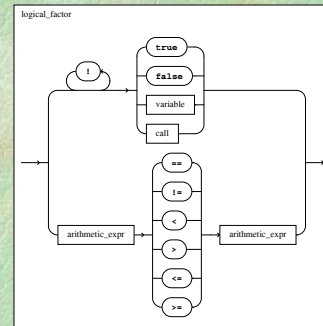 logical_factor
!
true
false
variable
call
==
!=
<
arithmetic_expr > arithmetic_expr
<=
>=